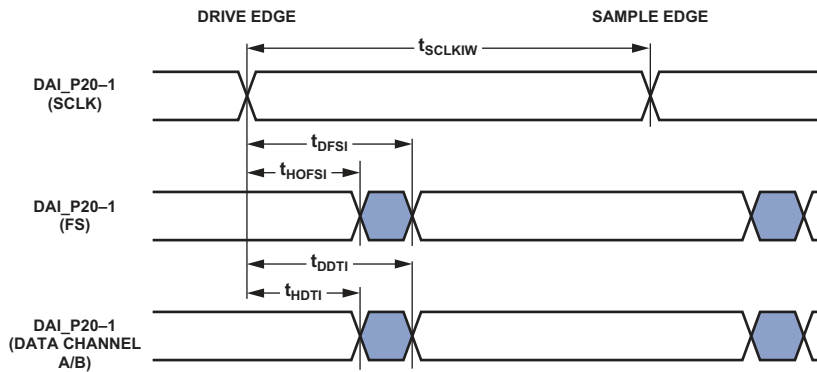 DRIVE EDGE SAMPLE EDGE
tSCLKIW
DAI_P20–1
(SCLK)
tDFSI
tHOFSI
DAI_P20–1
(FS)
tDDTI
tHDTI
DAI_P20–1
(DATA CHANNEL
A/B)